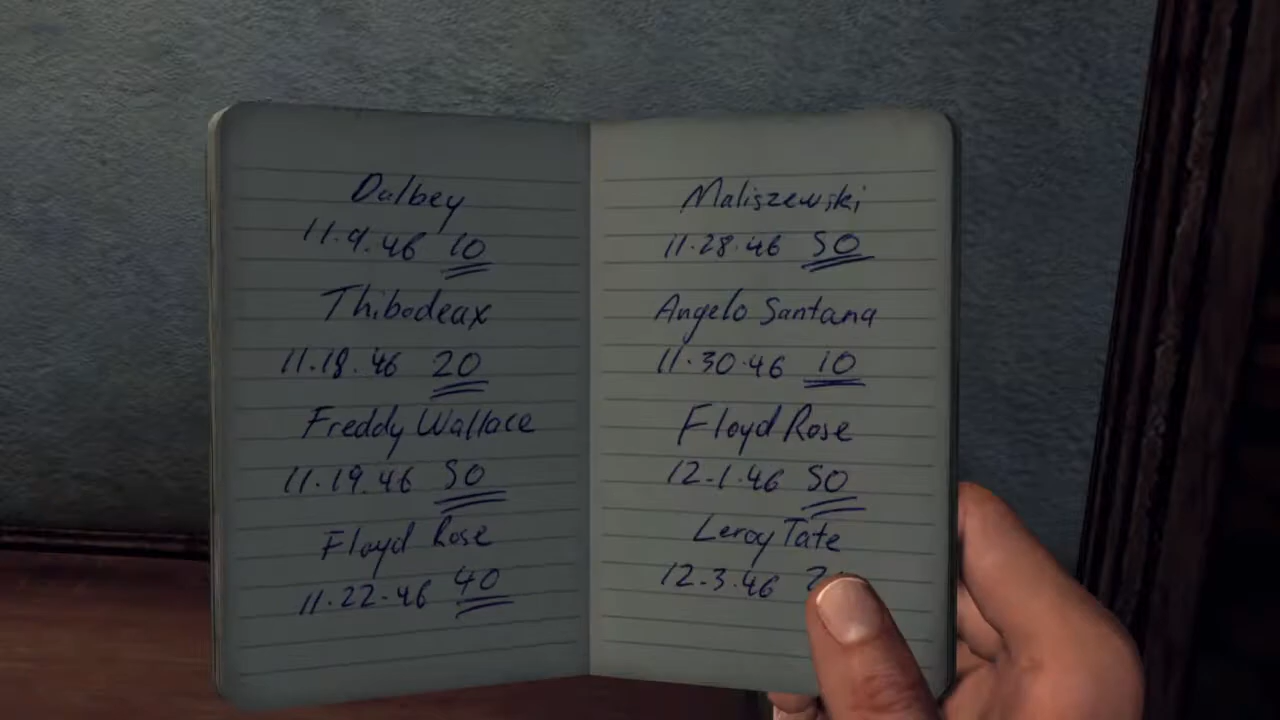 Dalbey
11.9.46 10
Thibodeax
11.18.46 20
Freddy Wallace
11.19.46 50
Floyd Rose
11.22.46 40
Maliszewski
11.28.46 50
Angelo Santana
11.30.46 10
Floyd Rose
12.1.46 50
Leroy Tate
12.3.46